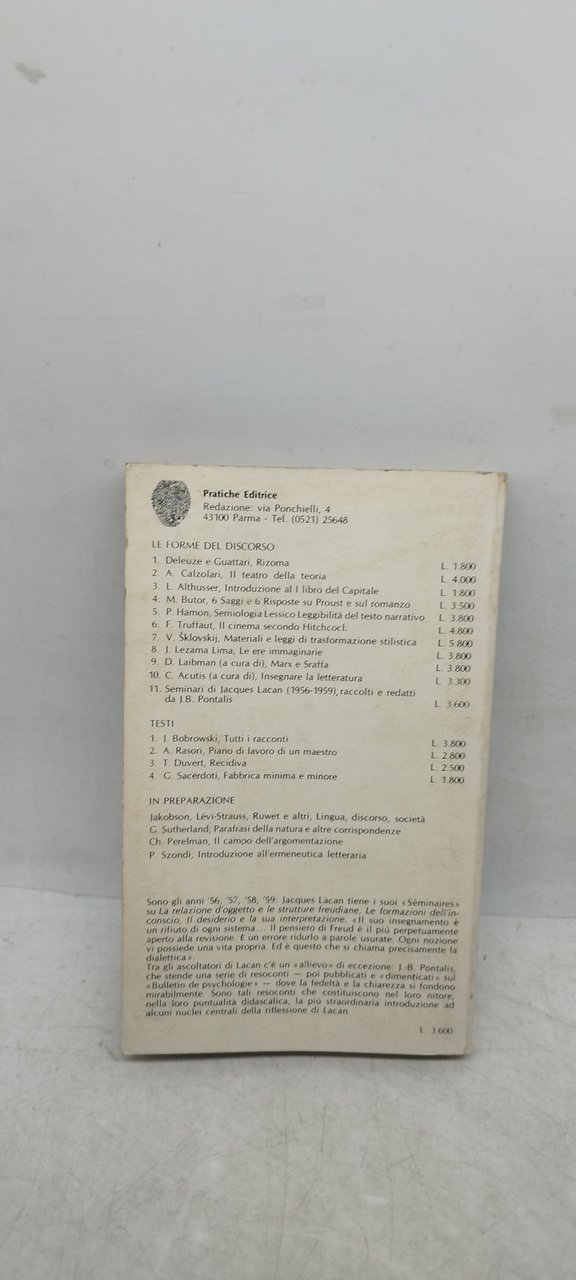 Pratiche Editrice
Redazione: via Ponchielli, 4
43100 Parma - Tel. (0521) 25648
LE FORME DEL DISCORSO
1. Deleuze e Guattari, Rizoma L. 1.800
2. A. Calzolari, Il teatro della teoria L. 4.000
3. L. Althusser, Introduzione al I libro del Capitale L. 1.800
4. M. Butor, 6 Saggi e 6 Risposte su Proust e sul romanzo L. 3.500
5. P. Hamon, Semiologia Lessico Leggibilità del testo narrativo L. 3.800
6. F. Truffaut, Il cinema secondo Hitchcock L. 4.800
7. V. Šklovskij, Materiali e leggi di trasformazione stilistica L. 5.800
8. J. Lezama Lima, Le ere immaginarie L. 3.800
9. D. Laibman (a cura di), Marx e Sraffa L. 3.800
10. C. Acutis (a cura di), Insegnare la letteratura L. 3.300
11. Seminari di Jacques Lacan (1956-1959), raccolti e redatti
da J.B. Pontalis L. 3.600
TESTI
1. J. Bobrowski, Tutti i racconti L. 3.800
2. A. Rasori, Piano di lavoro di un maestro L. 2.800
3. T. Duvert, Recidiva L. 2.500
4. G. Sacerdoti, Fabbrica minima e minore L. 1.800
IN PREPARAZIONE
Jakobson, Lévi-Strauss, Ruwet e altri, Lingua, discorso, società
G. Sutherland, Parafrasi della natura e altre corrispondenze
Ch. Perelman, Il campo dell'argomentazione
P. Szondi, Introduzione all'ermeneutica letteraria
Sono gli anni '56, '57, '58, '59: Jacques Lacan tiene i suoi «Séminaires»
su La relazione d'oggetto e le strutture freudiane, Le formazioni dell'in-
conscio, Il desiderio e la sua interpretazione. «Il suo insegnamento è
un rifiuto di ogni sistema... Il pensiero di Freud è il più perpetuamente
aperto alla revisione. È un errore ridurlo a parole usurate. Ogni nozione
vi possiede una vita propria. Ed è questo che si chiama precisamente la
dialettica».
Tra gli ascoltatori di Lacan c'è un «allievo» di eccezione: J.-B. Pontalis,
che stende una serie di resoconti — poi pubblicati e «dimenticati» sul
«Bulletin de psychologie» — dove la fedeltà e la chiarezza si fondono
mirabilmente. Sono tali resoconti che costituiscono nel loro nitore,
nella loro puntualità didascalica, la più straordinaria introduzione ad
alcuni nuclei centrali della riflessione di Lacan.
L. 3.600